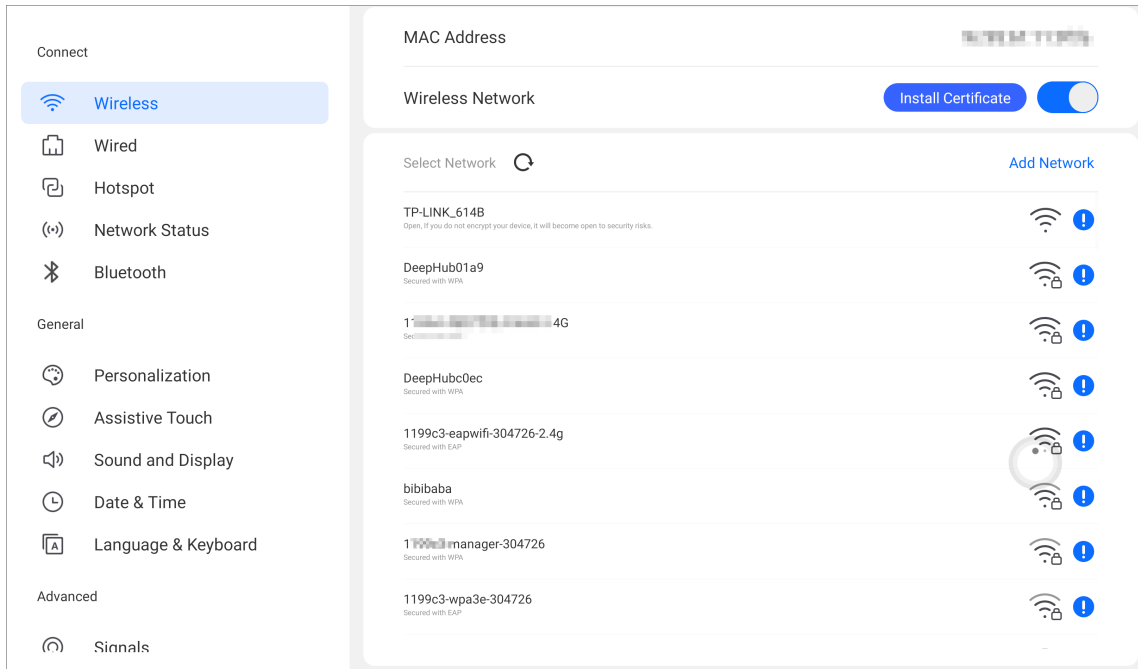 Connect
Wireless
Wired
Hotspot
Network Status
Bluetooth
General
Personalization
Assistive Touch
Sound and Display
Date & Time
Language & Keyboard
Advanced
Signals
MAC Address
Wireless Network
Install Certificate
Select Network
Add Network
TP-LINK_614B
Open, If you do not encrypt your device, it will become open to security risks.
DeepHub01a9
Secured with WPA
4G
DeepHubc0ec
Secured with WPA
1199c3-eapwifi-304726-2.4g
Secured with EAP
bibibaba
Secured with WPA
manager-304726
Secured with WPA
1199c3-wpa3e-304726
Secured with EAP